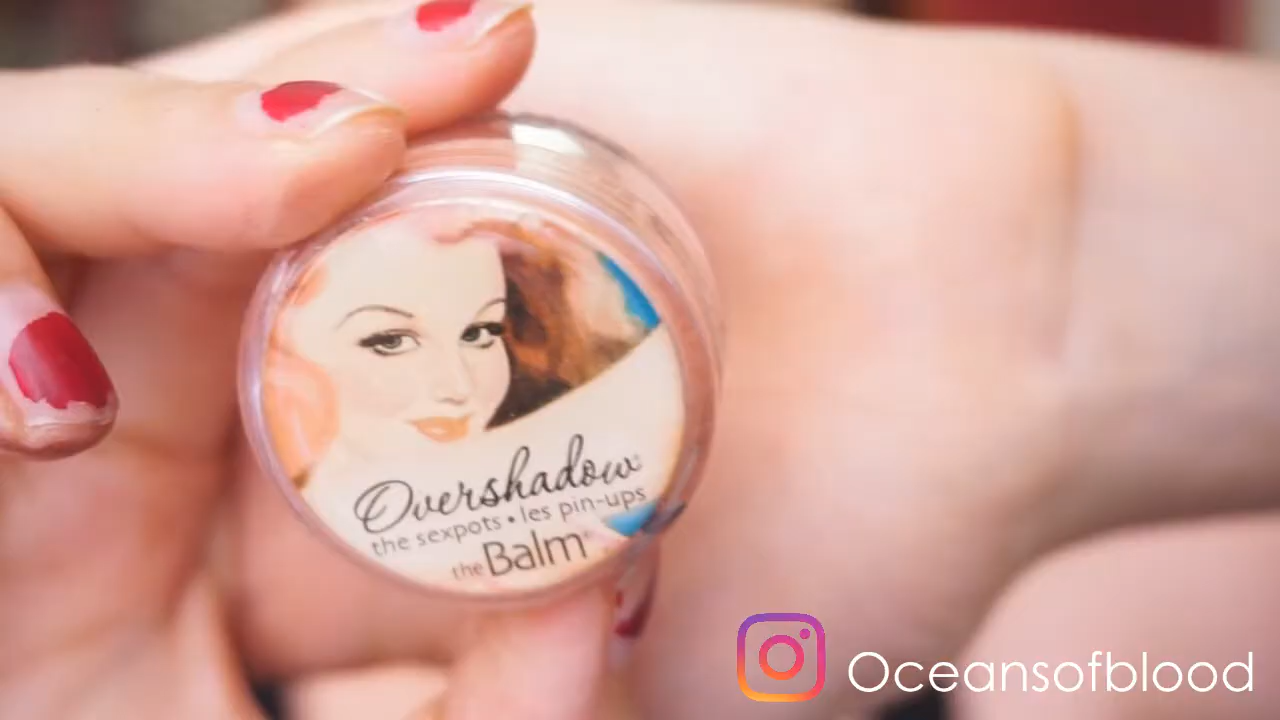 Overshadow
the sexpots • les pin-ups
the Balm
Oceansofblood